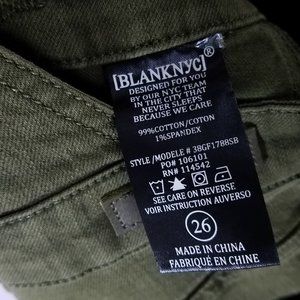 [BLANKNYC]®
DESIGNED FOR YOU
BY OUR NYC TEAM
IN THE CITY THAT
NEVER SLEEPS
BECAUSE WE CARE
99%COTTON/COTON
1%SPANDEX
STYLE/MODELE # 38GF1788SB
PO# 106101
RN# 114542
SEE CARE ON REVERSE
VOIR INSTRUCTION AUVERSO
26
MADE IN CHINA
FABRIQUÉ EN CHINE